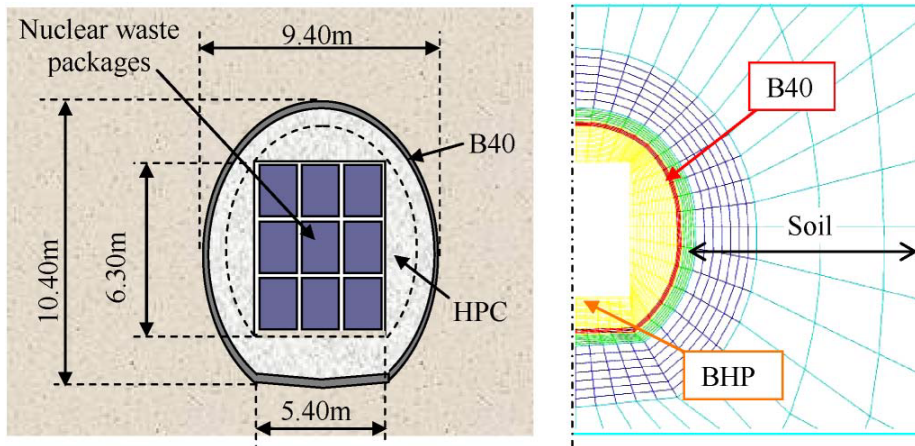 Nuclear waste
packages
9.40m
B40
10.40m
6.30m
HPC
5.40m
B40
Soil
BHP